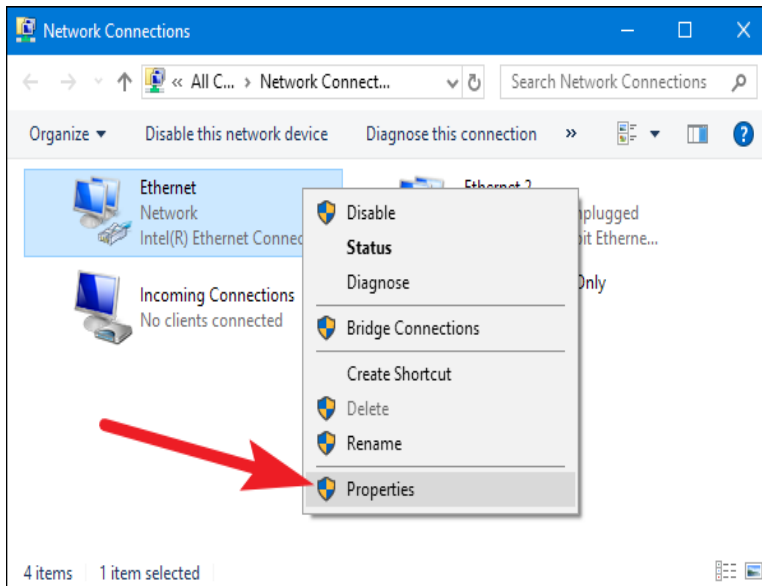 Network Connections
« All C... › Network Connect...
Search Network Connections
Organize
Disable this network device
Diagnose this connection
»
?
Ethernet
Network
Intel(R) Ethernet Connec
Ethernet 2
nplugged
bit Etherne...
Only
Incoming Connections
No clients connected
Disable
Status
Diagnose
Bridge Connections
Create Shortcut
Delete
Rename
Properties
4 items
1 item selected